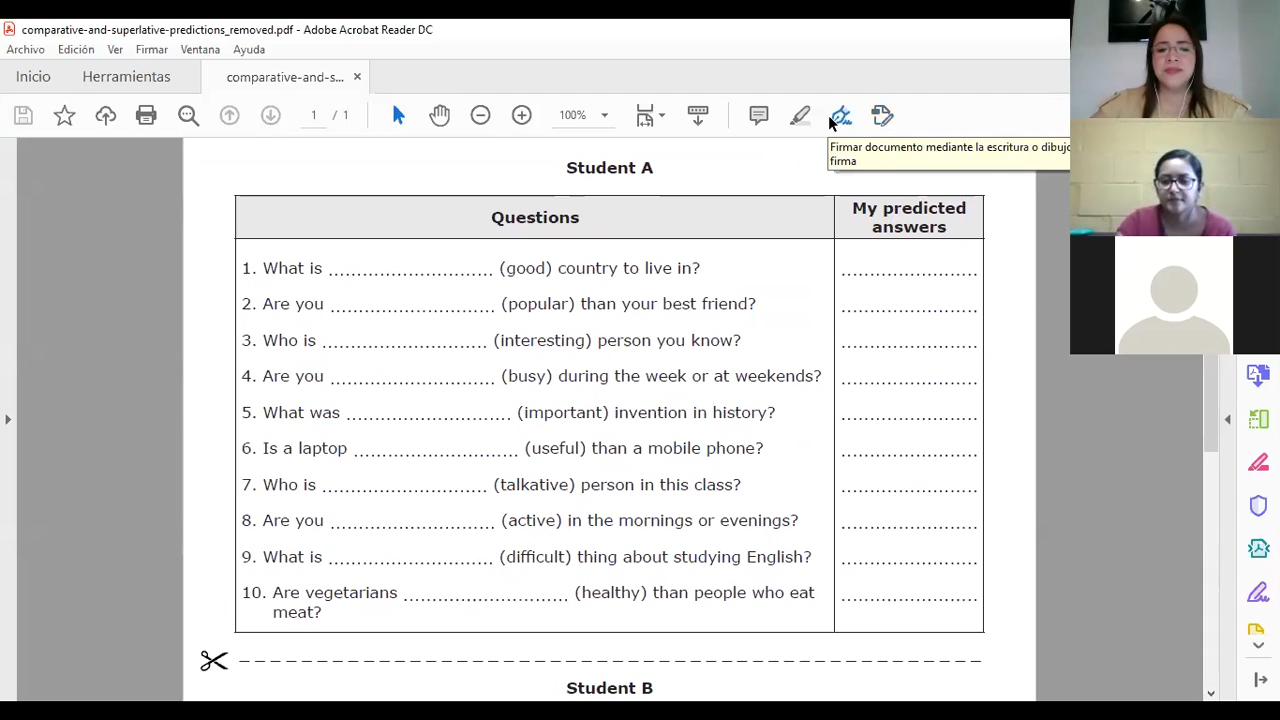 comparative-and-superlative-predictions_removed.pdf - Adobe Acrobat Reader DC
Archivo Edición Ver Firmar Ventana Ayuda
Inicio Herramientas comparative-and-s... ×
1 / 1 100%
Firmar documento mediante la escritura o dibujo
firma
Student A
Questions
My predicted
answers
1. What is ............................. (good) country to live in? ........................
2. Are you ............................. (popular) than your best friend? ........................
3. Who is ............................. (interesting) person you know? ........................
4. Are you ............................. (busy) during the week or at weekends? ........................
5. What was ............................. (important) invention in history? ........................
6. Is a laptop ............................. (useful) than a mobile phone? ........................
7. Who is ............................. (talkative) person in this class? ........................
8. Are you ............................. (active) in the mornings or evenings? ........................
9. What is ............................. (difficult) thing about studying English? ........................
10. Are vegetarians ............................. (healthy) than people who eat ........................
meat?
Student B